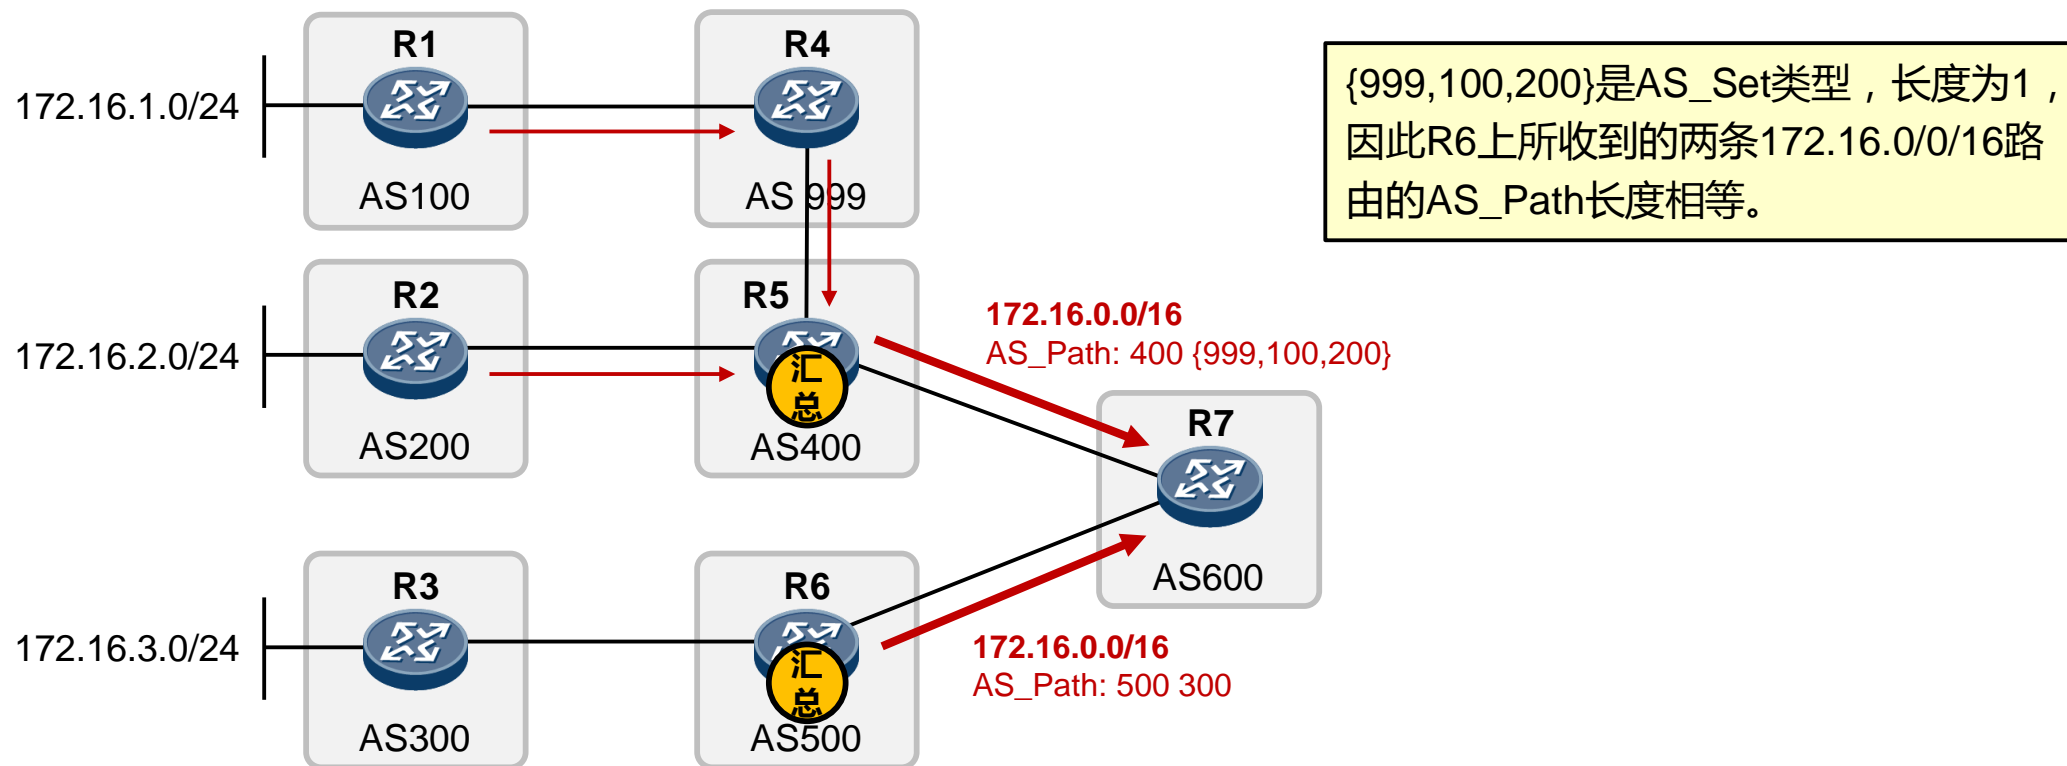 R1
R4
172.16.1.0/24
AS100
AS 999
{999,100,200}是AS_Set类型，长度为1，
因此R6上所收到的两条172.16.0/0/16路
由的AS_Path长度相等。
R2
R5
172.16.2.0/24
汇
总
AS200
AS400
172.16.0.0/16
AS_Path: 400 {999,100,200}
R7
AS600
R3
R6
172.16.3.0/24
汇
总
AS300
AS500
172.16.0.0/16
AS_Path: 500 300